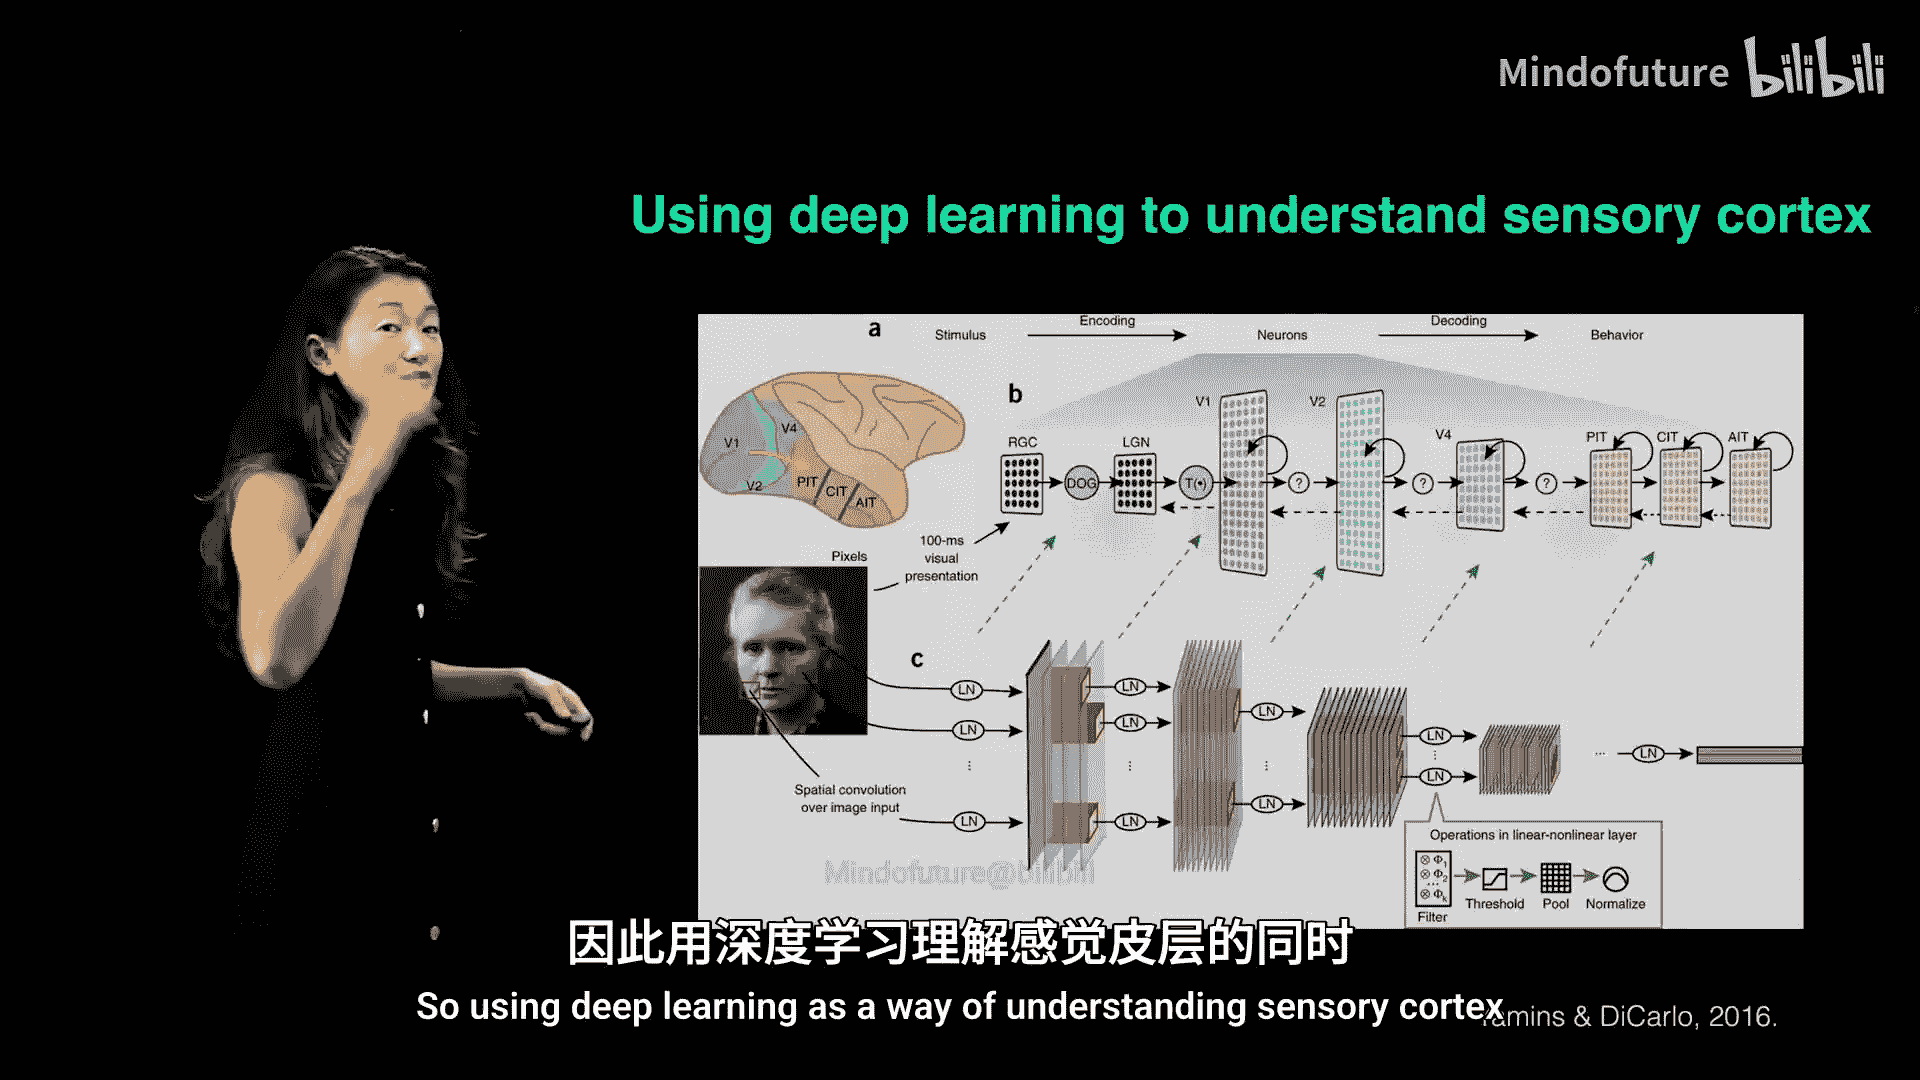 Mindofuture bilibili
Using deep learning to understand sensory cortex
a
Stimulus
Encoding
Neurons
Decoding
Behavior
b
V1
V2
V4
PIT
CIT
AIT
RGC
DOG
LGN
T(•)
V1
?
V2
?
V4
?
PIT
CIT
AIT
100-ms
visual
presentation
Pixels
c
LN
LN
LN
LN
LN
LN
LN
LN
LN
LN
... LN
Spatial convolution
over image input
Operations in linear-nonlinear layer
⊗ Φ1
⊗ Φ2
...
⊗ Φk
Filter
Threshold
Pool
Normalize
Mindofuture@bilibili
因此用深度学习理解感觉皮层的同时
So using deep learning as a way of understanding sensory cortex
Yamins & DiCarlo, 2016.